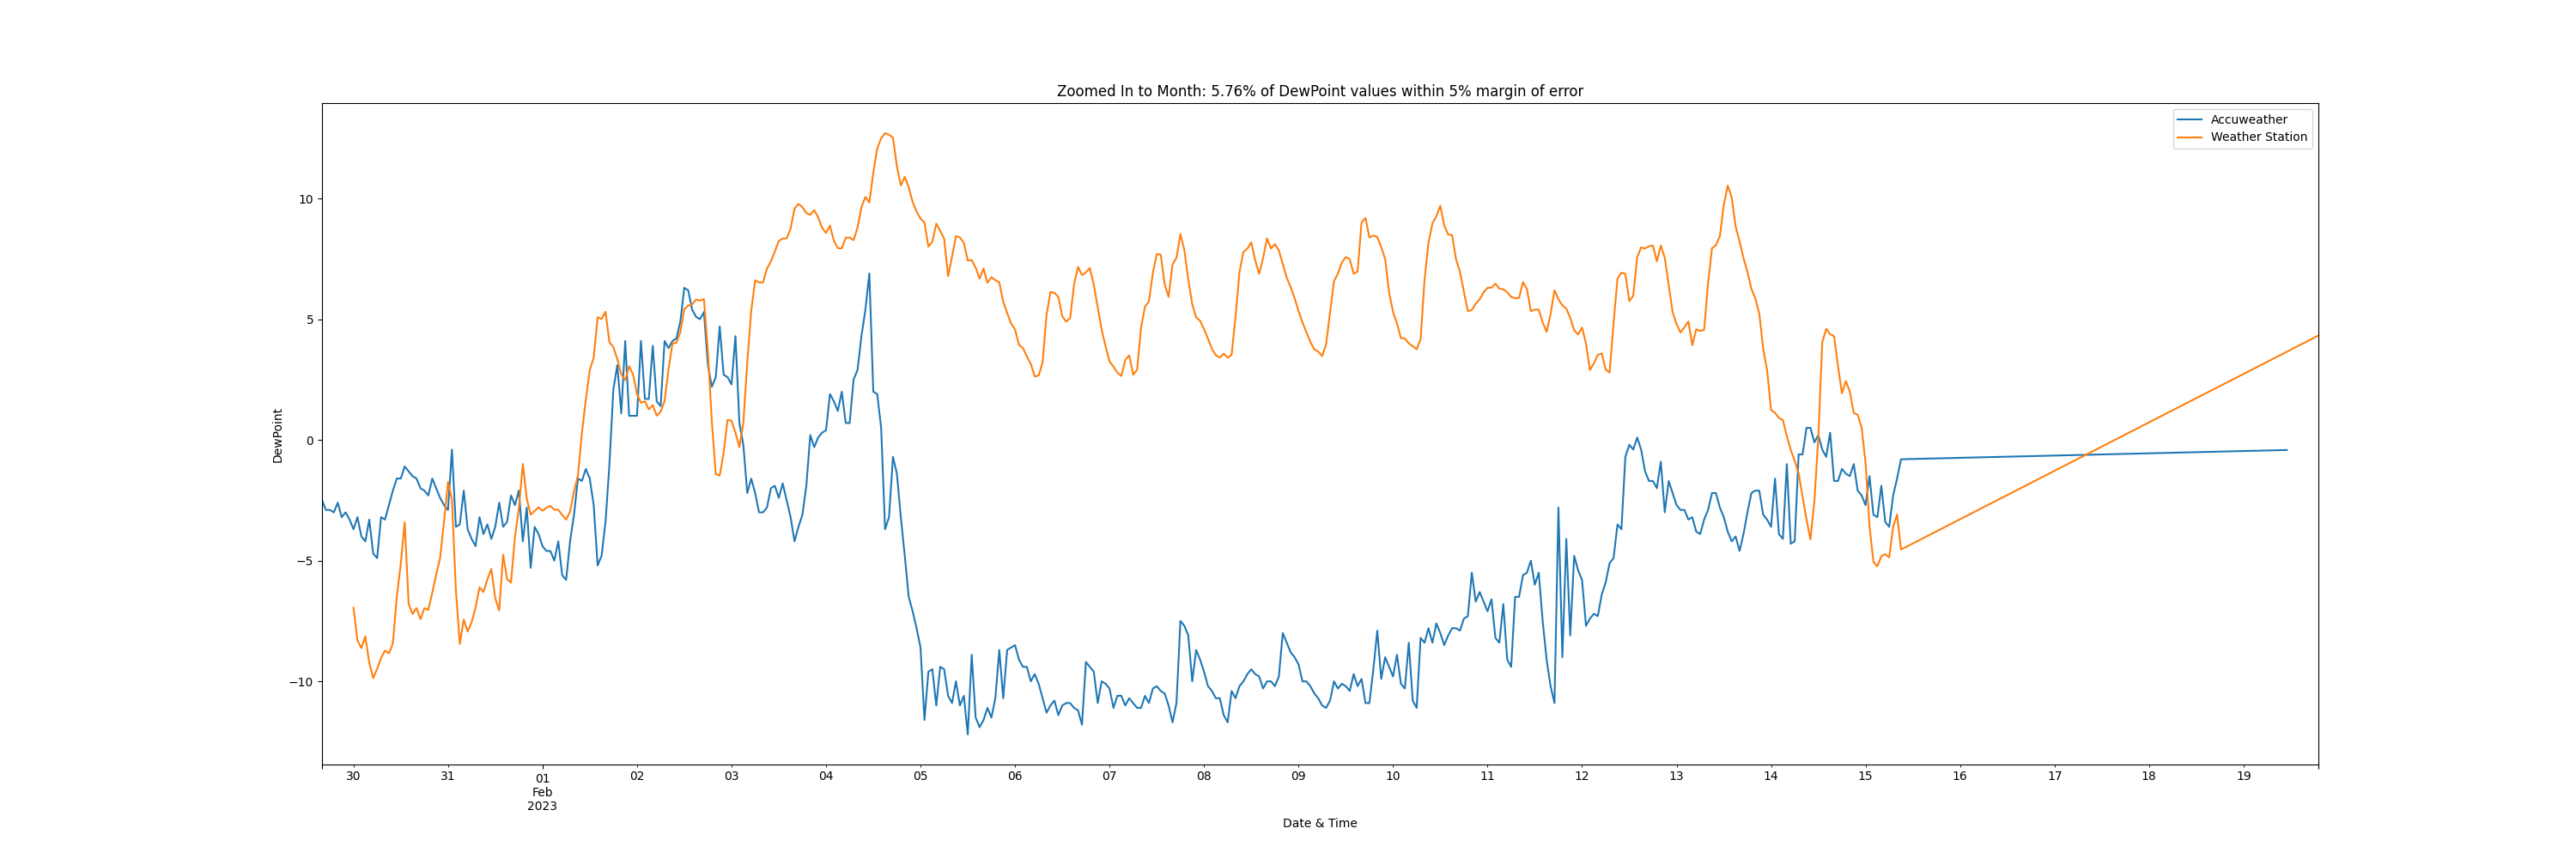 Zoomed In to Month: 5.76% of DewPoint values within 5% margin of error
Accuweather
Weather Station
DewPoint
10
5
0
−5
−10
30 31 01 02 03 04 05 06 07 08 09 10 11 12 13 14 15 16 17 18 19
Feb
2023
Date & Time